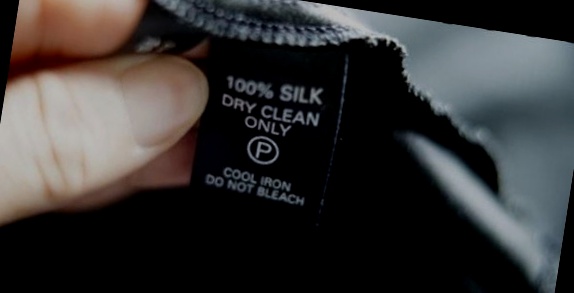 100% SILK
DRY CLEAN
ONLY
P
COOL IRON
DO NOT BLEACH